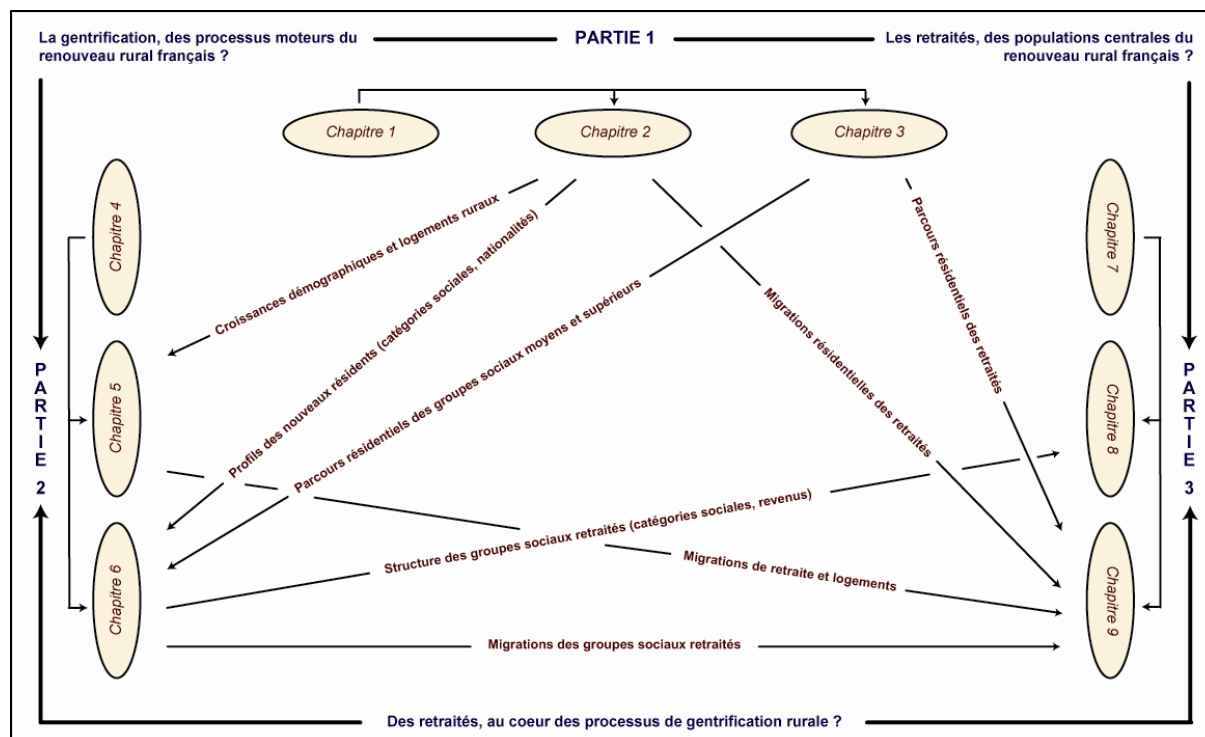 La gentrification, des processus moteurs du
renouveau rural français ?
PARTIE 1
Les retraités, des populations centrales du
renouveau rural français ?
Chapitre 1
Chapitre 2
Chapitre 3
Chapitre 4
Chapitre 5
Chapitre 6
PARTIE 2
Croissances démographiques et logements ruraux
Profils des nouveaux résidents (catégories sociales, nationalités)
Parcours résidentiels des groupes sociaux moyens et supérieurs
Migrations résidentielles des retraités
Parcours résidentiels des retraités
Structure des groupes sociaux retraités (catégories sociales, revenus)
Migrations de retraite et logements
Migrations des groupes sociaux retraités
Chapitre 7
Chapitre 8
Chapitre 9
PARTIE 3
Des retraités, au coeur des processus de gentrification rurale ?